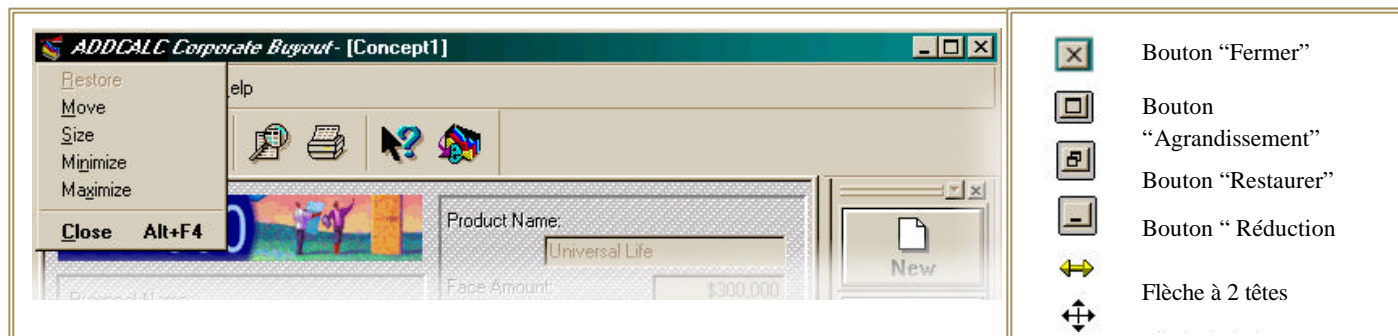 ADDCALC Corporate Buyout - [Concept1]
Restore
elp
Move
Size
Minimize
Maximize
Close Alt+F4
Product Name:
Universal Life
Face Amount:
$300,000
New
Bouton “Fermer”
Bouton
“Agrandissement”
Bouton “Restaurer”
Bouton “ Réduction
Flèche à 2 têtes